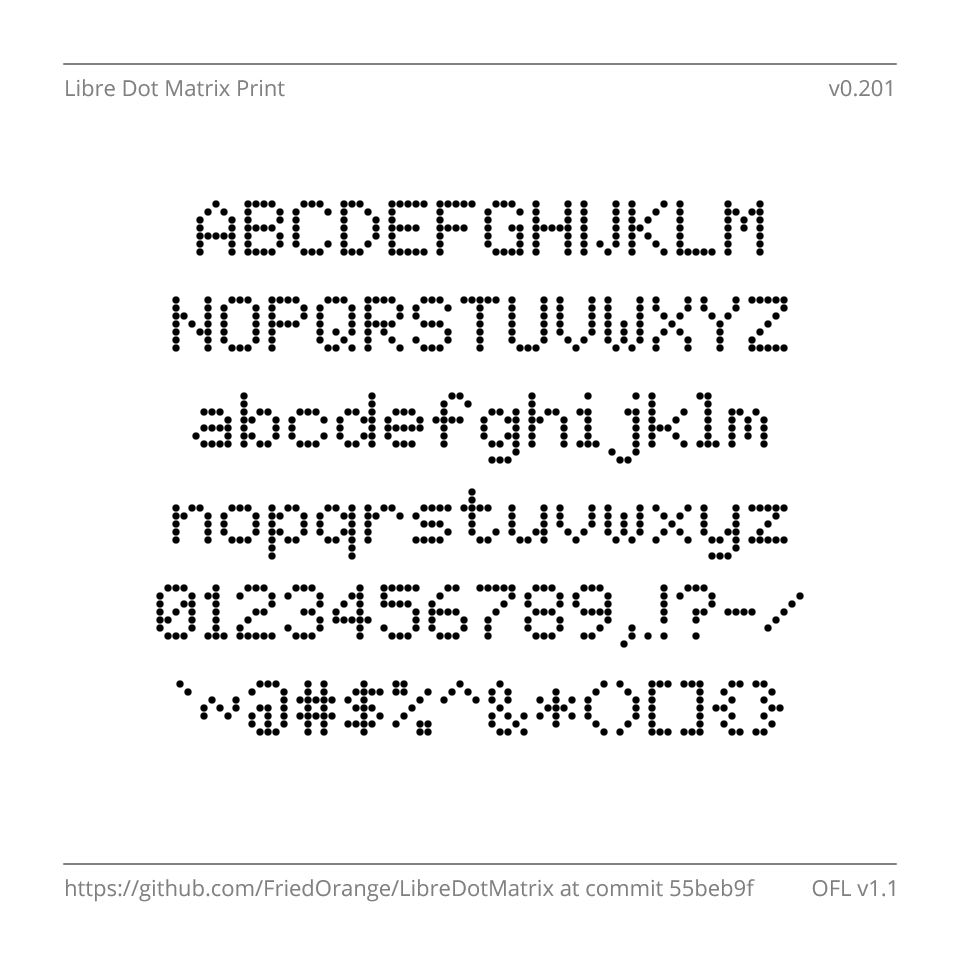 Libre Dot Matrix Print v0.201
ABCDEFGHIJKLM
NOPQRSTUVWXYZ
abcdefghijklm
nopqrstuvwxyz
0123456789,.!?-/
`~@#$%^&*()[]{}
https://github.com/FriedOrange/LibreDotMatrix at commit 55beb9f OFL v1.1